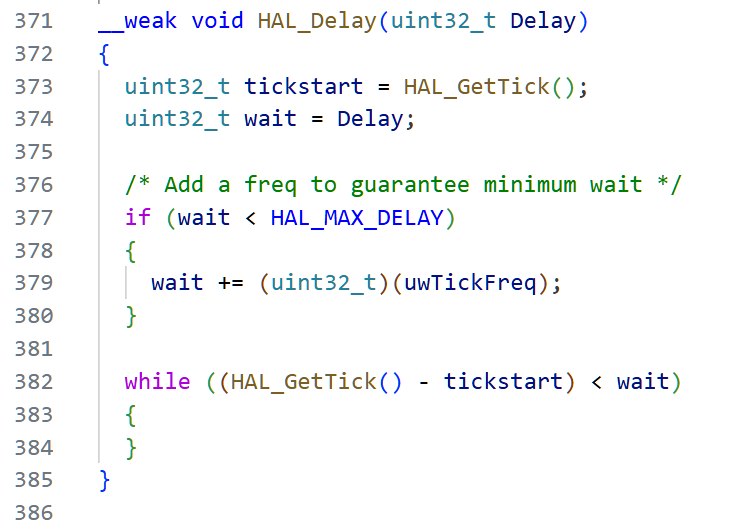 371 __weak void HAL_Delay(uint32_t Delay)
372 {
373 uint32_t tickstart = HAL_GetTick();
374 uint32_t wait = Delay;
375
376 /* Add a freq to guarantee minimum wait */
377 if (wait < HAL_MAX_DELAY)
378 {
379 wait += (uint32_t)(uwTickFreq);
380 }
381
382 while ((HAL_GetTick() - tickstart) < wait)
383 {
384 }
385 }
386